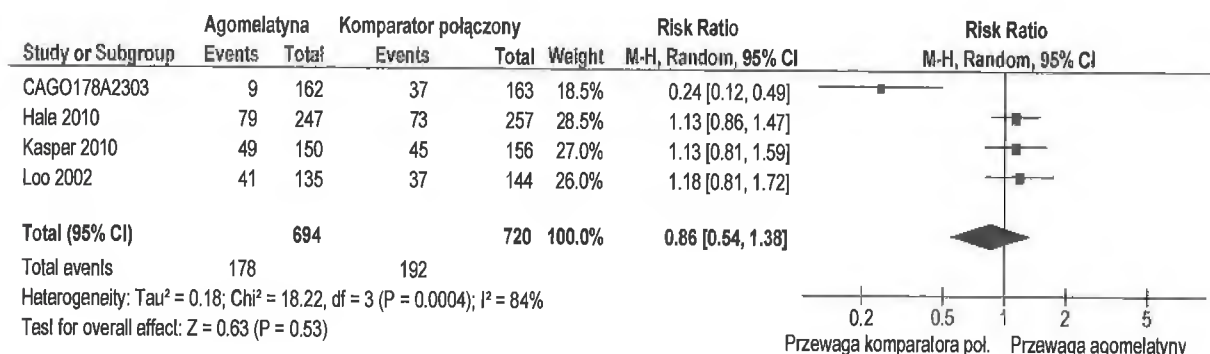 Agomelatyna Komparator połączony Risk Ratio Risk Ratio
Study or Subgroup Events Total Events Total Weight M-H, Random, 95% CI M-H, Random, 95% CI
CAGO178A2303 9 162 37 163 18.5% 0.24 [0.12, 0.49]
Hale 2010 79 247 73 257 28.5% 1.13 [0.86, 1.47]
Kasper 2010 49 150 45 156 27.0% 1.13 [0.81, 1.59]
Loo 2002 41 135 37 144 26.0% 1.18 [0.81, 1.72]
Total (95% CI) 694 720 100.0% 0.86 [0.54, 1.38]
Total events 178 192
Heterogeneity: Tau² = 0.18; Chi² = 18.22, df = 3 (P = 0.0004); I² = 84%
Test for overall effect: Z = 0.63 (P = 0.53)
0.2 0.5 1 2 5
Przewaga komparatora poł. Przewaga agomelatyny